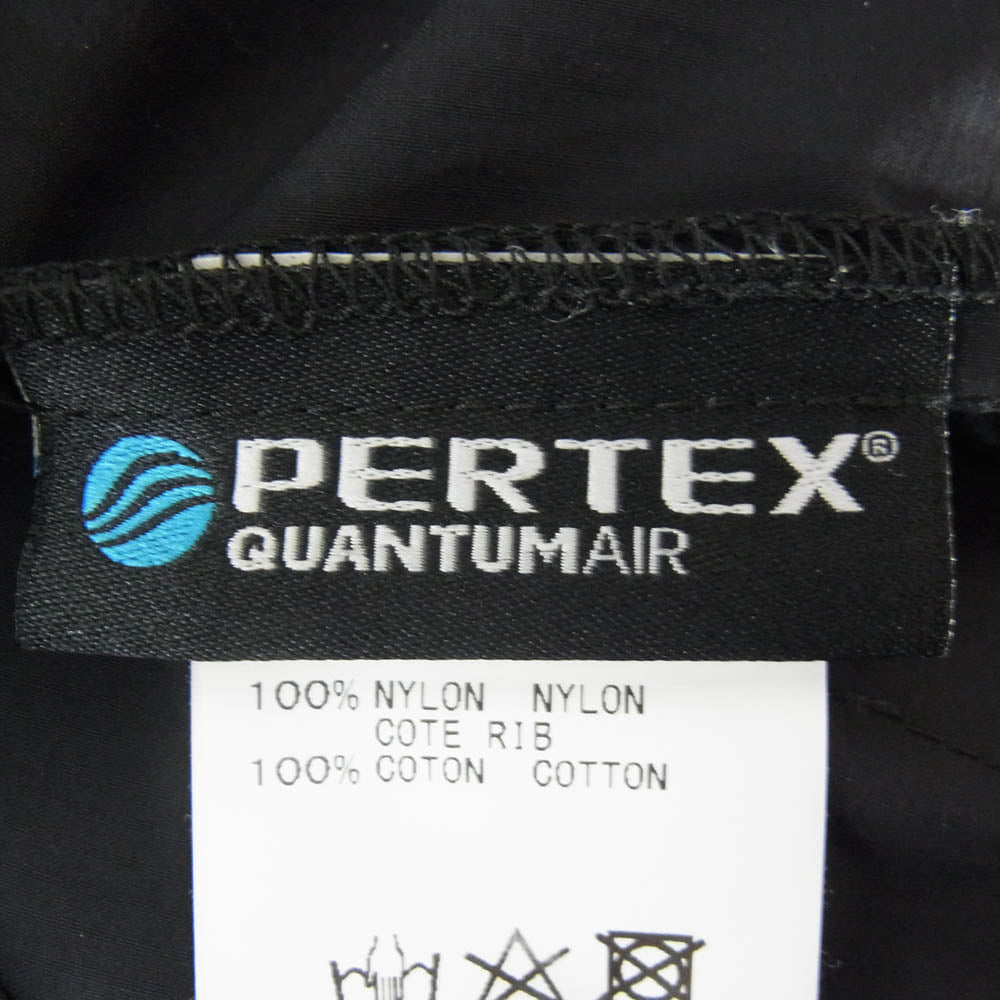 PERTEX®
QUANTUMAIR
100% NYLON NYLON
COTE RIB
100% COTON COTTON